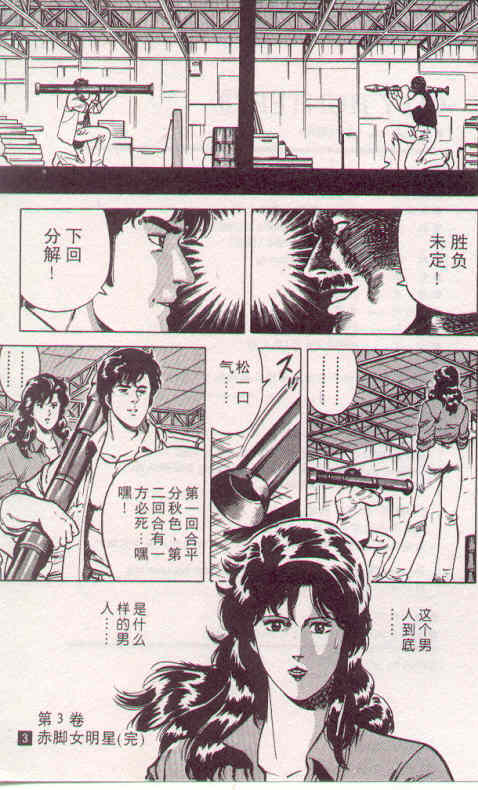 胜负
未定！
下回
分解！
………
スッ
松一口
气…
………
第一回合平
分秋色、第
二回合有一
方必死…嘿
嘿！
这个男
人到底
……
是什么
样的男
人……
第3卷
3 赤脚女明星(完)